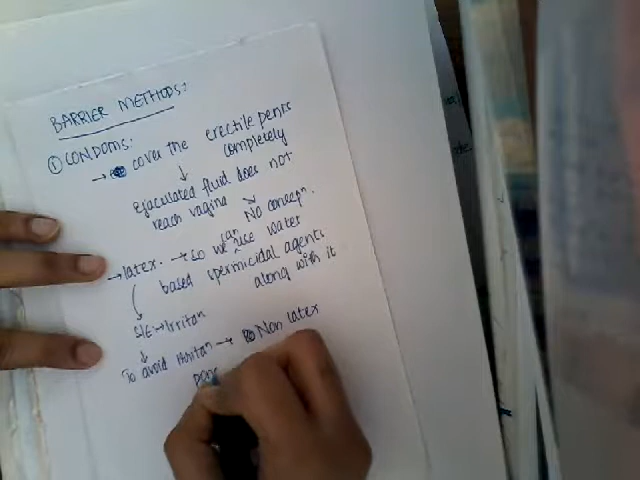 BARRIER METHODS:
① CONDOMS:
→ cover the erectile penis
completely
↓
ejaculated fluid does not
reach vagina ↘
No concepⁿ.
→ latex. → so we can use water
based spermicidal agents
along with it
S/E → Irritan
↓
To avoid irritan → Non latex